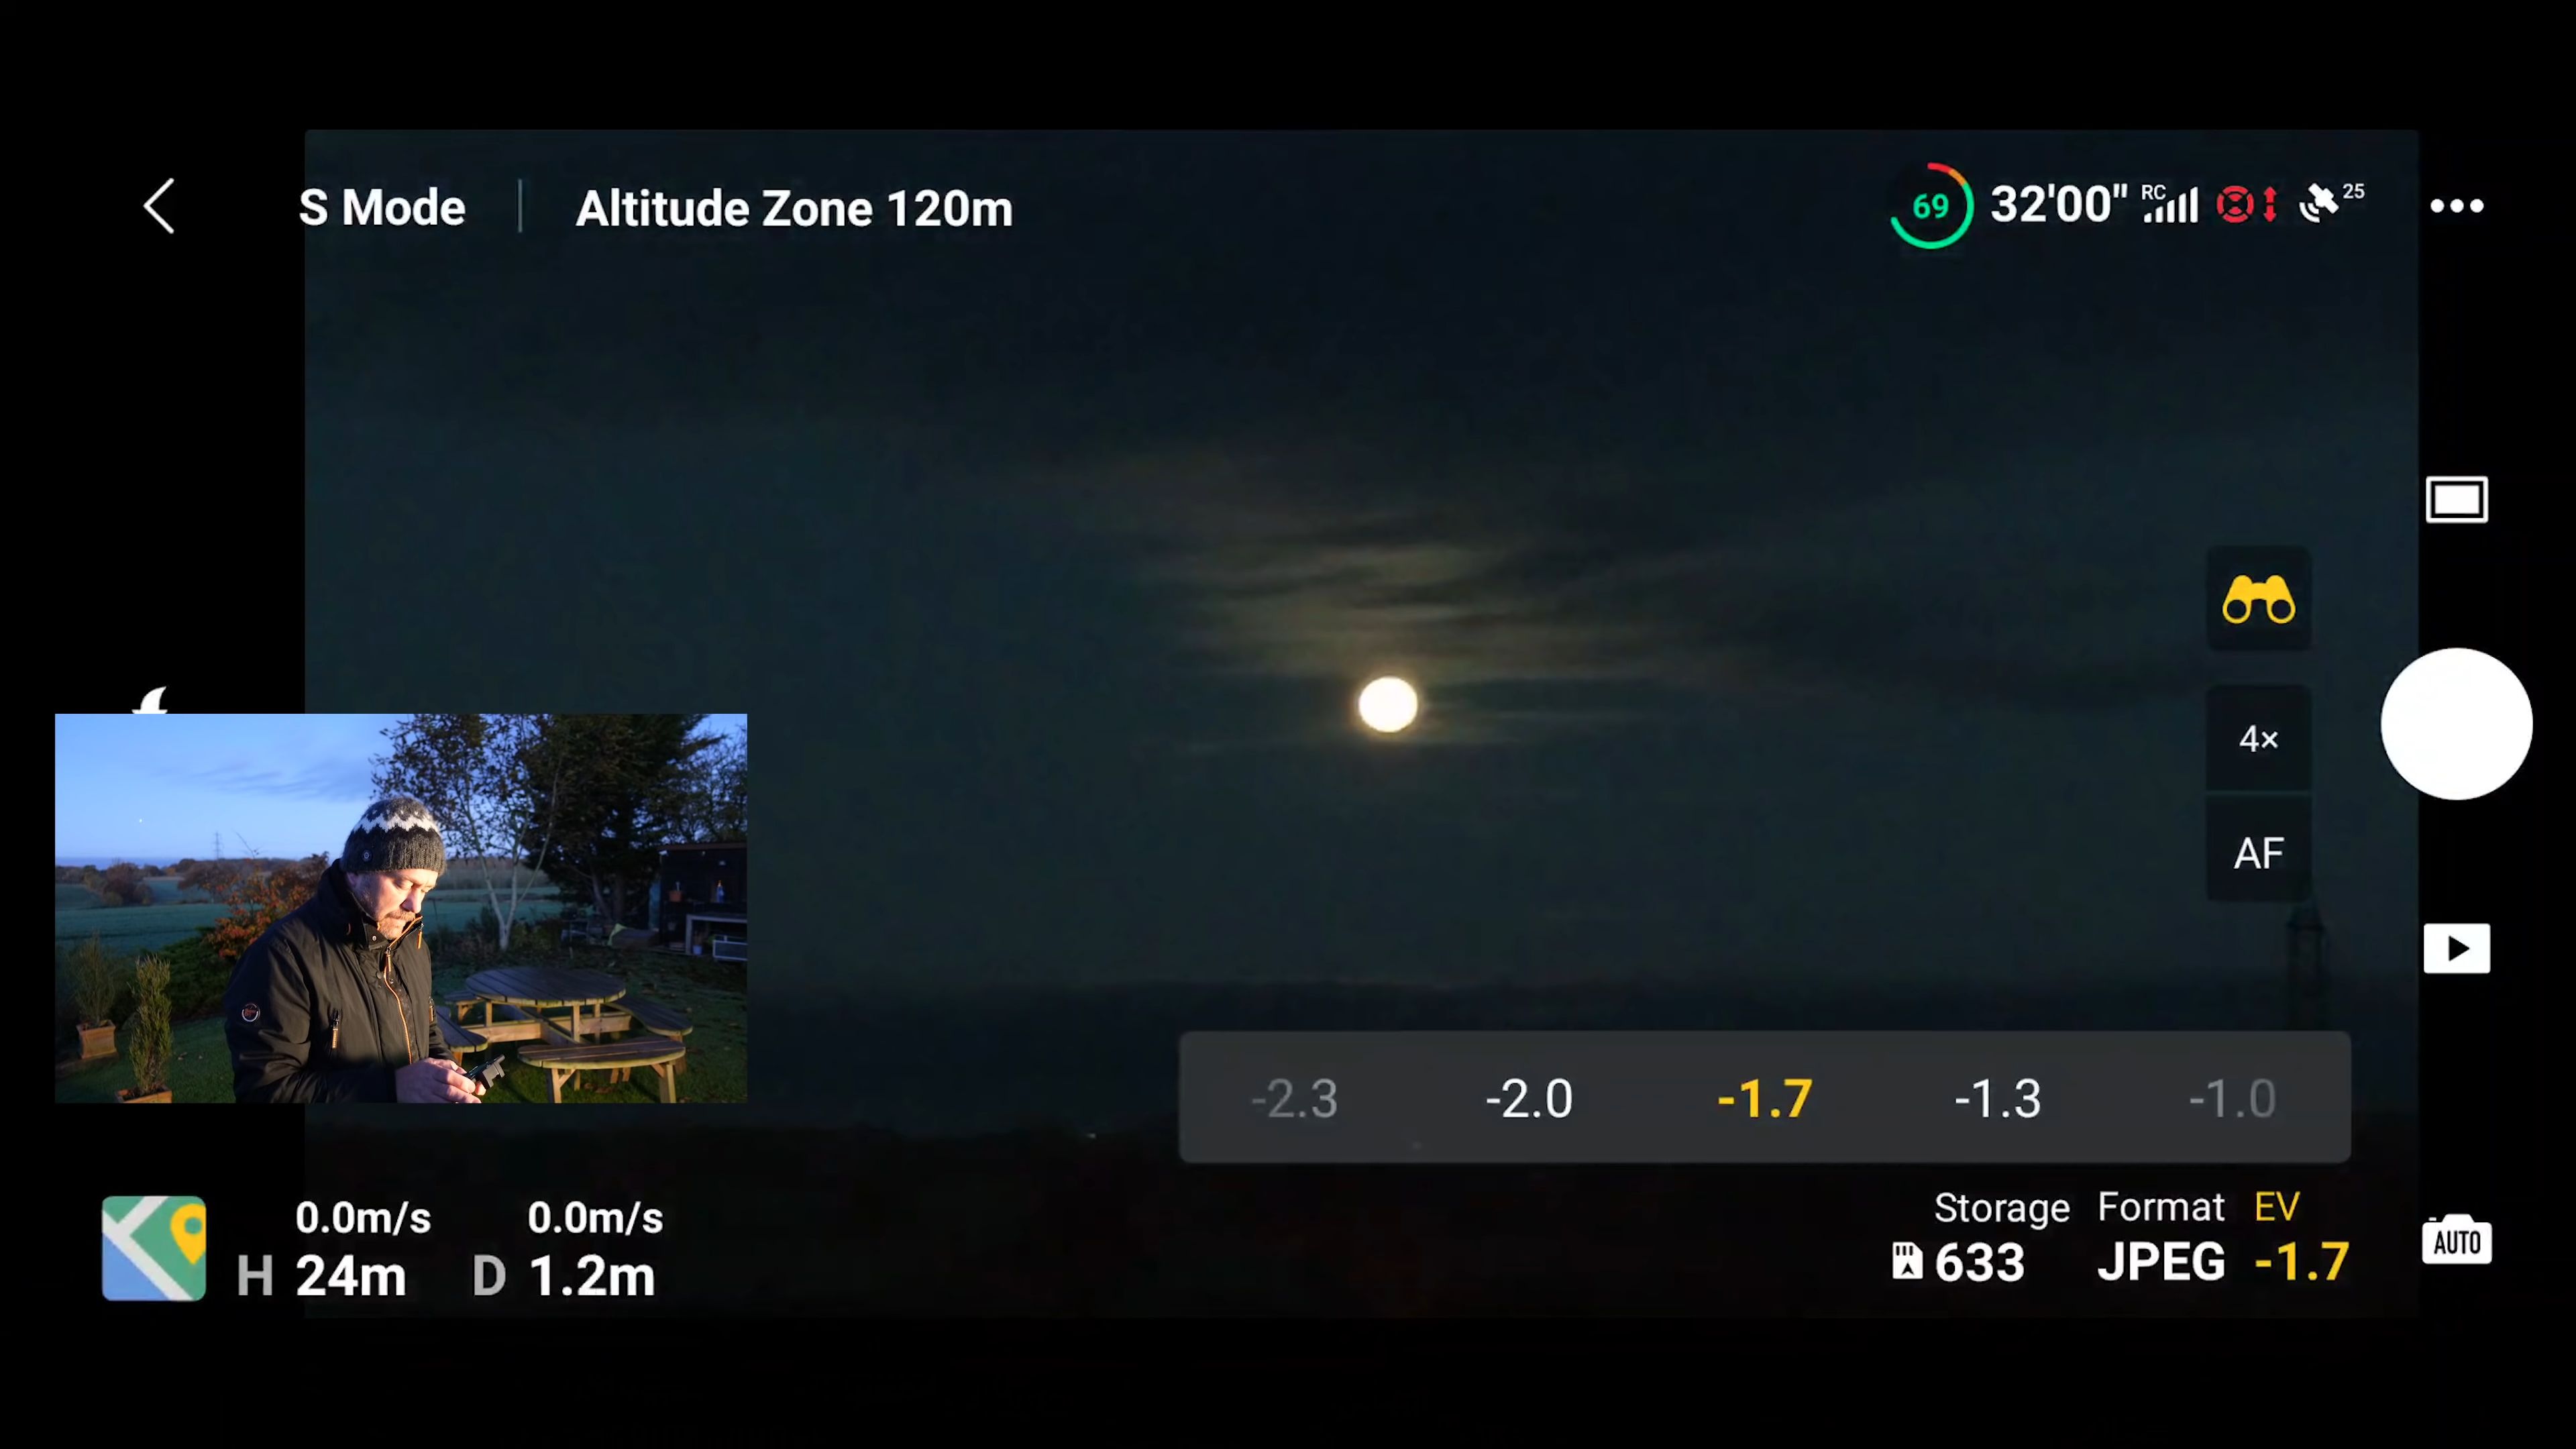 S Mode
Altitude Zone 120m
69
32'00"
RC
25
4×
AF
-2.3
-2.0
-1.7
-1.3
-1.0
0.0m/s
0.0m/s
H 24m
D 1.2m
Storage
633
Format
JPEG
EV
-1.7
AUTO